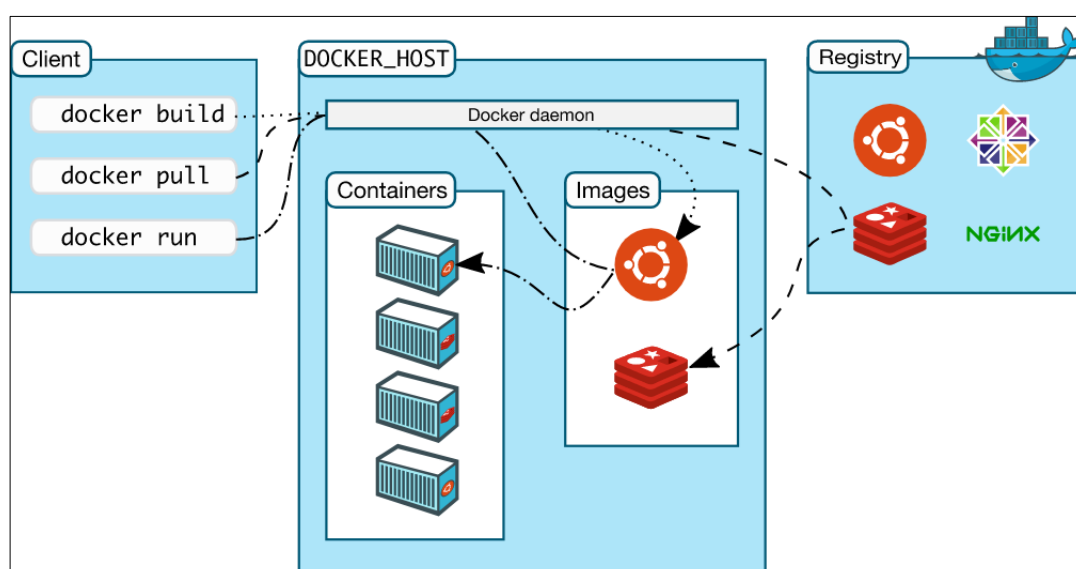 Client
docker build
docker pull
docker run
DOCKER_HOST
Docker daemon
Containers
Images
Registry
NGINX